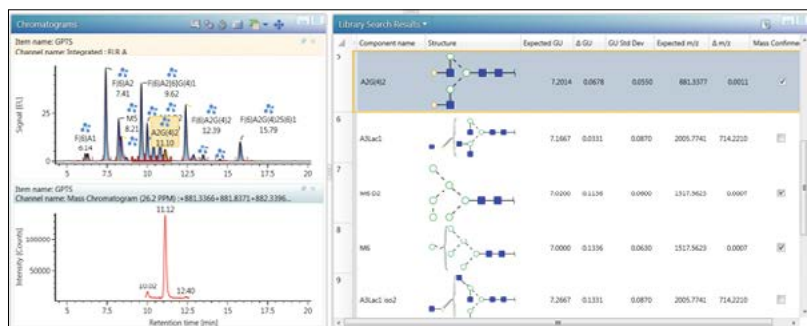 Chromatograms
Item name: GPTS
Channel name: Integrated : FLR A
Signal [EU]
25
0
F(6)A1
6.14
F(6)A2
7.41
M5
8.21
F(6)A2[6]G(4)1
9.62
A2G(4)2
11.10
F(6)A2G(4)2
12.39
F(6)A2G(4)2S(6)1
15.79
5
7.5
10
12.5
15
17.5
20
Item name: GPTS
Channel name: Mass Chromatogram (26.2 PPM) :+881.3366+881.8371+882.3396...
Intensity [Counts]
100000
50000
10.02
11.12
12.40
5
7.5
10
12.5
15
17.5
20
Retention time [min]
Library Search Results
Component name Structure Expected GU Δ GU GU Std Dev Expected m/z Δ m/z Mass Confirme
5
A2G(4)2 7.2014 0.0678 0.0550 881.3377 0.0011
6
A3Lac1 7.1667 0.0331 0.0870 2005.7741 714.2210
7
M6 D2 7.0200 0.1136 0.0600 1517.5623 0.0007
8
M6 7.0000 0.1336 0.0630 1517.5623 0.0007
9
A3Lac1 iso2 7.2667 0.1331 0.0870 2005.7741 714.2210